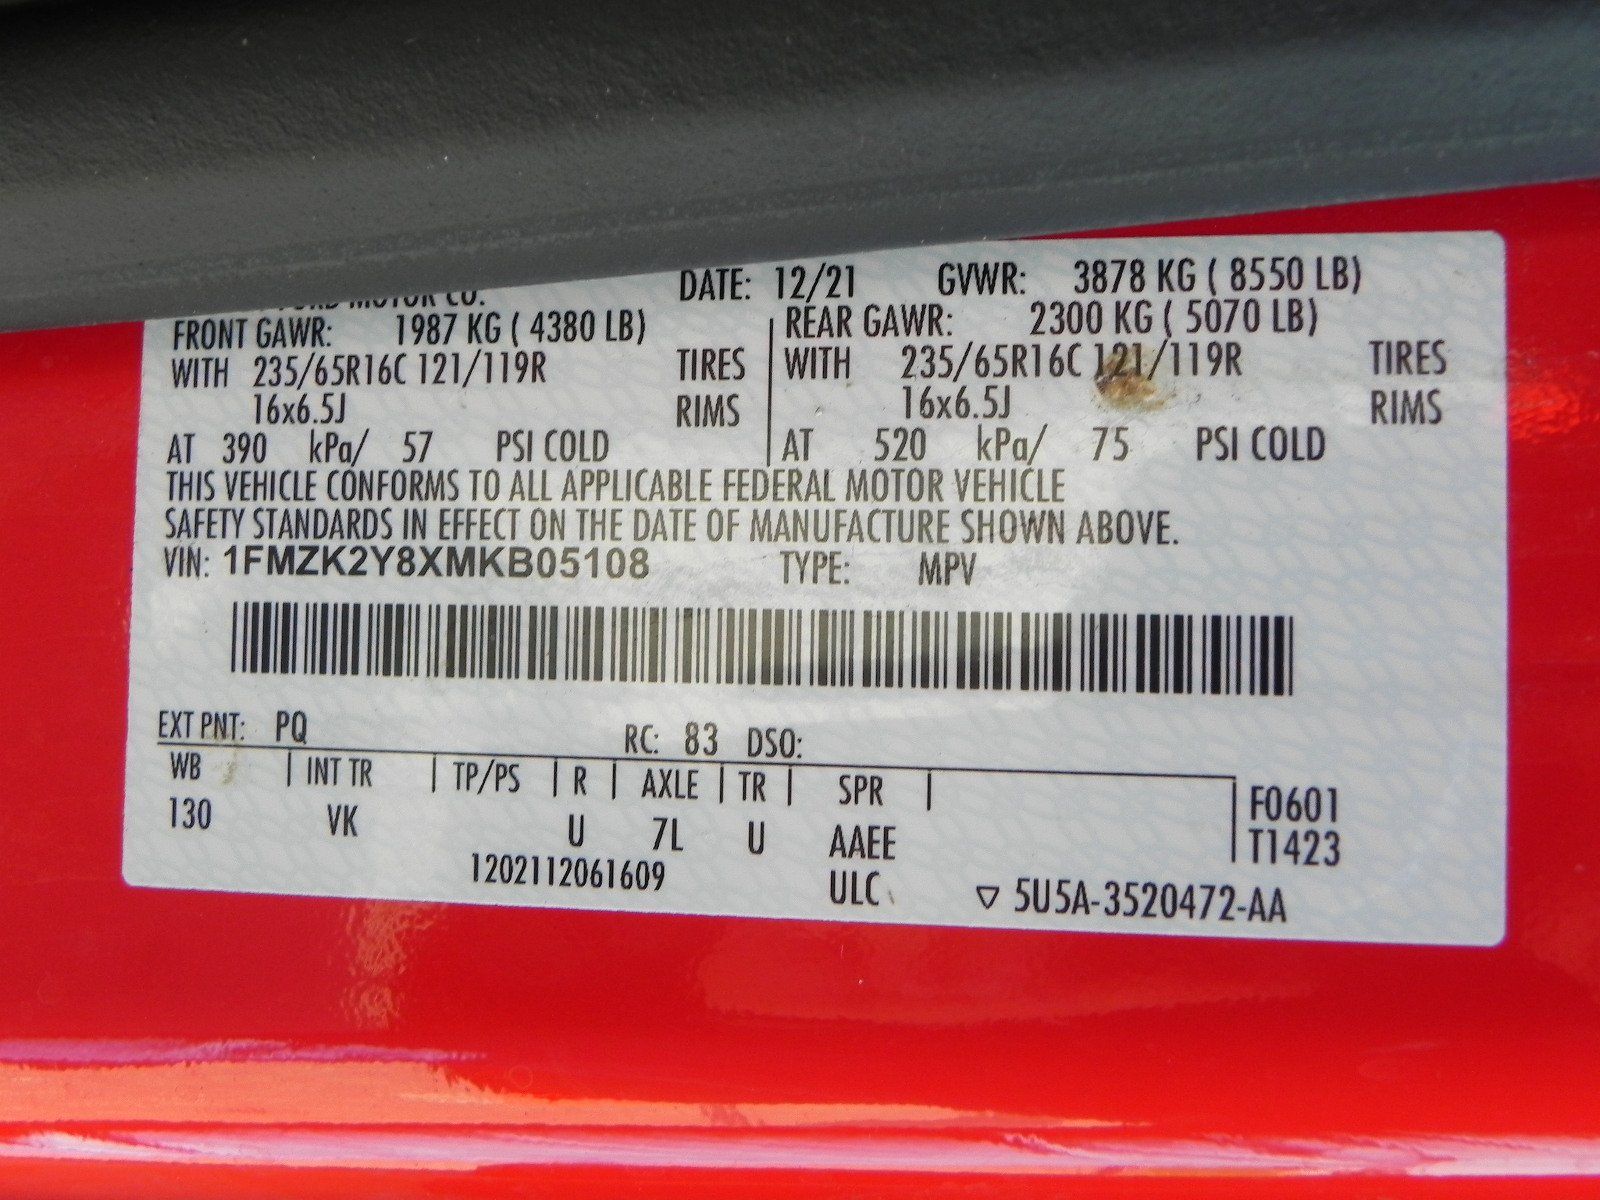 FORD MOTOR CO. DATE: 12/21 GVWR: 3878 KG ( 8550 LB)
FRONT GAWR: 1987 KG ( 4380 LB) REAR GAWR: 2300 KG ( 5070 LB)
WITH 235/65R16C 121/119R TIRES WITH 235/65R16C 121/119R TIRES
16x6.5J RIMS 16x6.5J RIMS
AT 390 kPa/ 57 PSI COLD AT 520 kPa/ 75 PSI COLD
THIS VEHICLE CONFORMS TO ALL APPLICABLE FEDERAL MOTOR VEHICLE
SAFETY STANDARDS IN EFFECT ON THE DATE OF MANUFACTURE SHOWN ABOVE.
VIN: 1FMZK2Y8XMKB05108 TYPE: MPV
EXT PNT: PQ RC: 83 DSO:
WB INT TR TP/PS R AXLE TR SPR F0601
130 VK U 7L U AAEE T1423
1202112061609 ULC 5U5A-3520472-AA